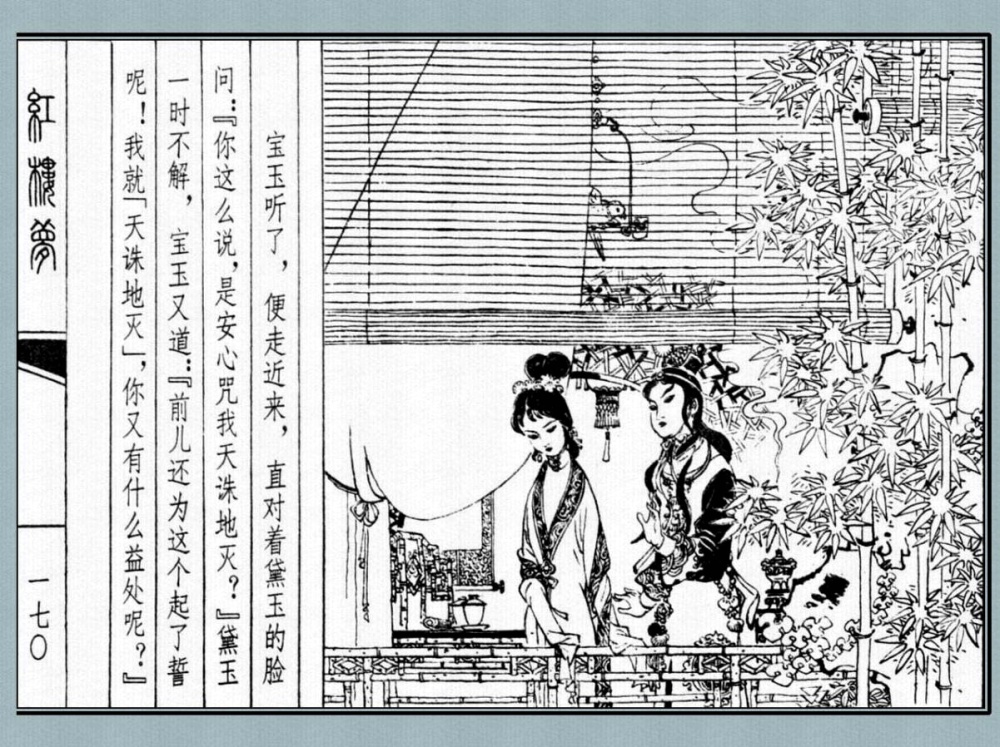 宝玉听了，便走近来，直对着黛玉的脸
问：『你这么说，是安心咒我天诛地灭？』黛玉
一时不解，宝玉又道：『前儿还为这个起了誓
呢！我就「天诛地灭」，你又有什么益处呢？』
紅樓夢
一七〇